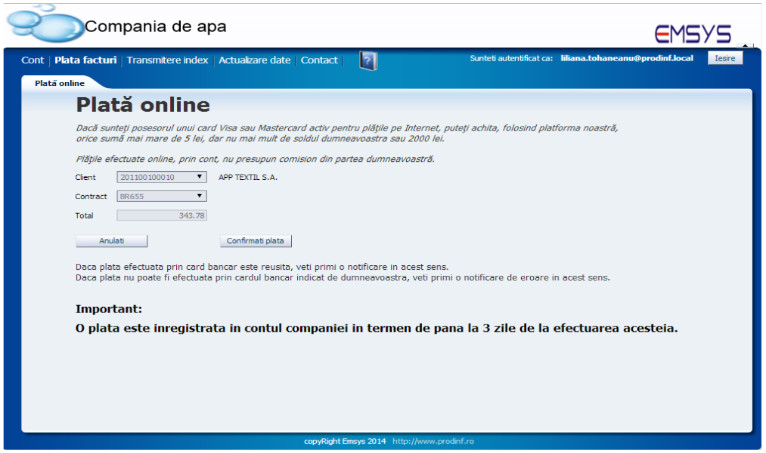 Compania de apa
EMSYS
Cont | Plata facturi | Transmitere index | Actualizare date | Contact | ?
Sunteti autentificat ca: liliana.tohaneanu@prodinf.local Iesire
Plată online
Plată online
Dacă sunteți posesorul unui card Visa sau Mastercard activ pentru plățile pe Internet, puteți achita, folosind platforma noastră,
orice sumă mai mare de 5 lei, dar nu mai mult de soldul dumneavoastra sau 2000 lei.
Plățile efectuate online, prin cont, nu presupun comision din partea dumneavoastră.
Client 201100100010 APP TEXTIL S.A.
Contract BR655
Total 343.78
Anulati Confirmati plata
Daca plata efectuata prin card bancar este reusita, veti primi o notificare in acest sens.
Daca plata nu poate fi efectuata prin cardul bancar indicat de dumneavoastra, veti primi o notificare de eroare in acest sens.
Important:
O plata este inregistrata in contul companiei in termen de pana la 3 zile de la efectuarea acesteia.
copyRight Emsys 2014 http://www.prodinf.ro